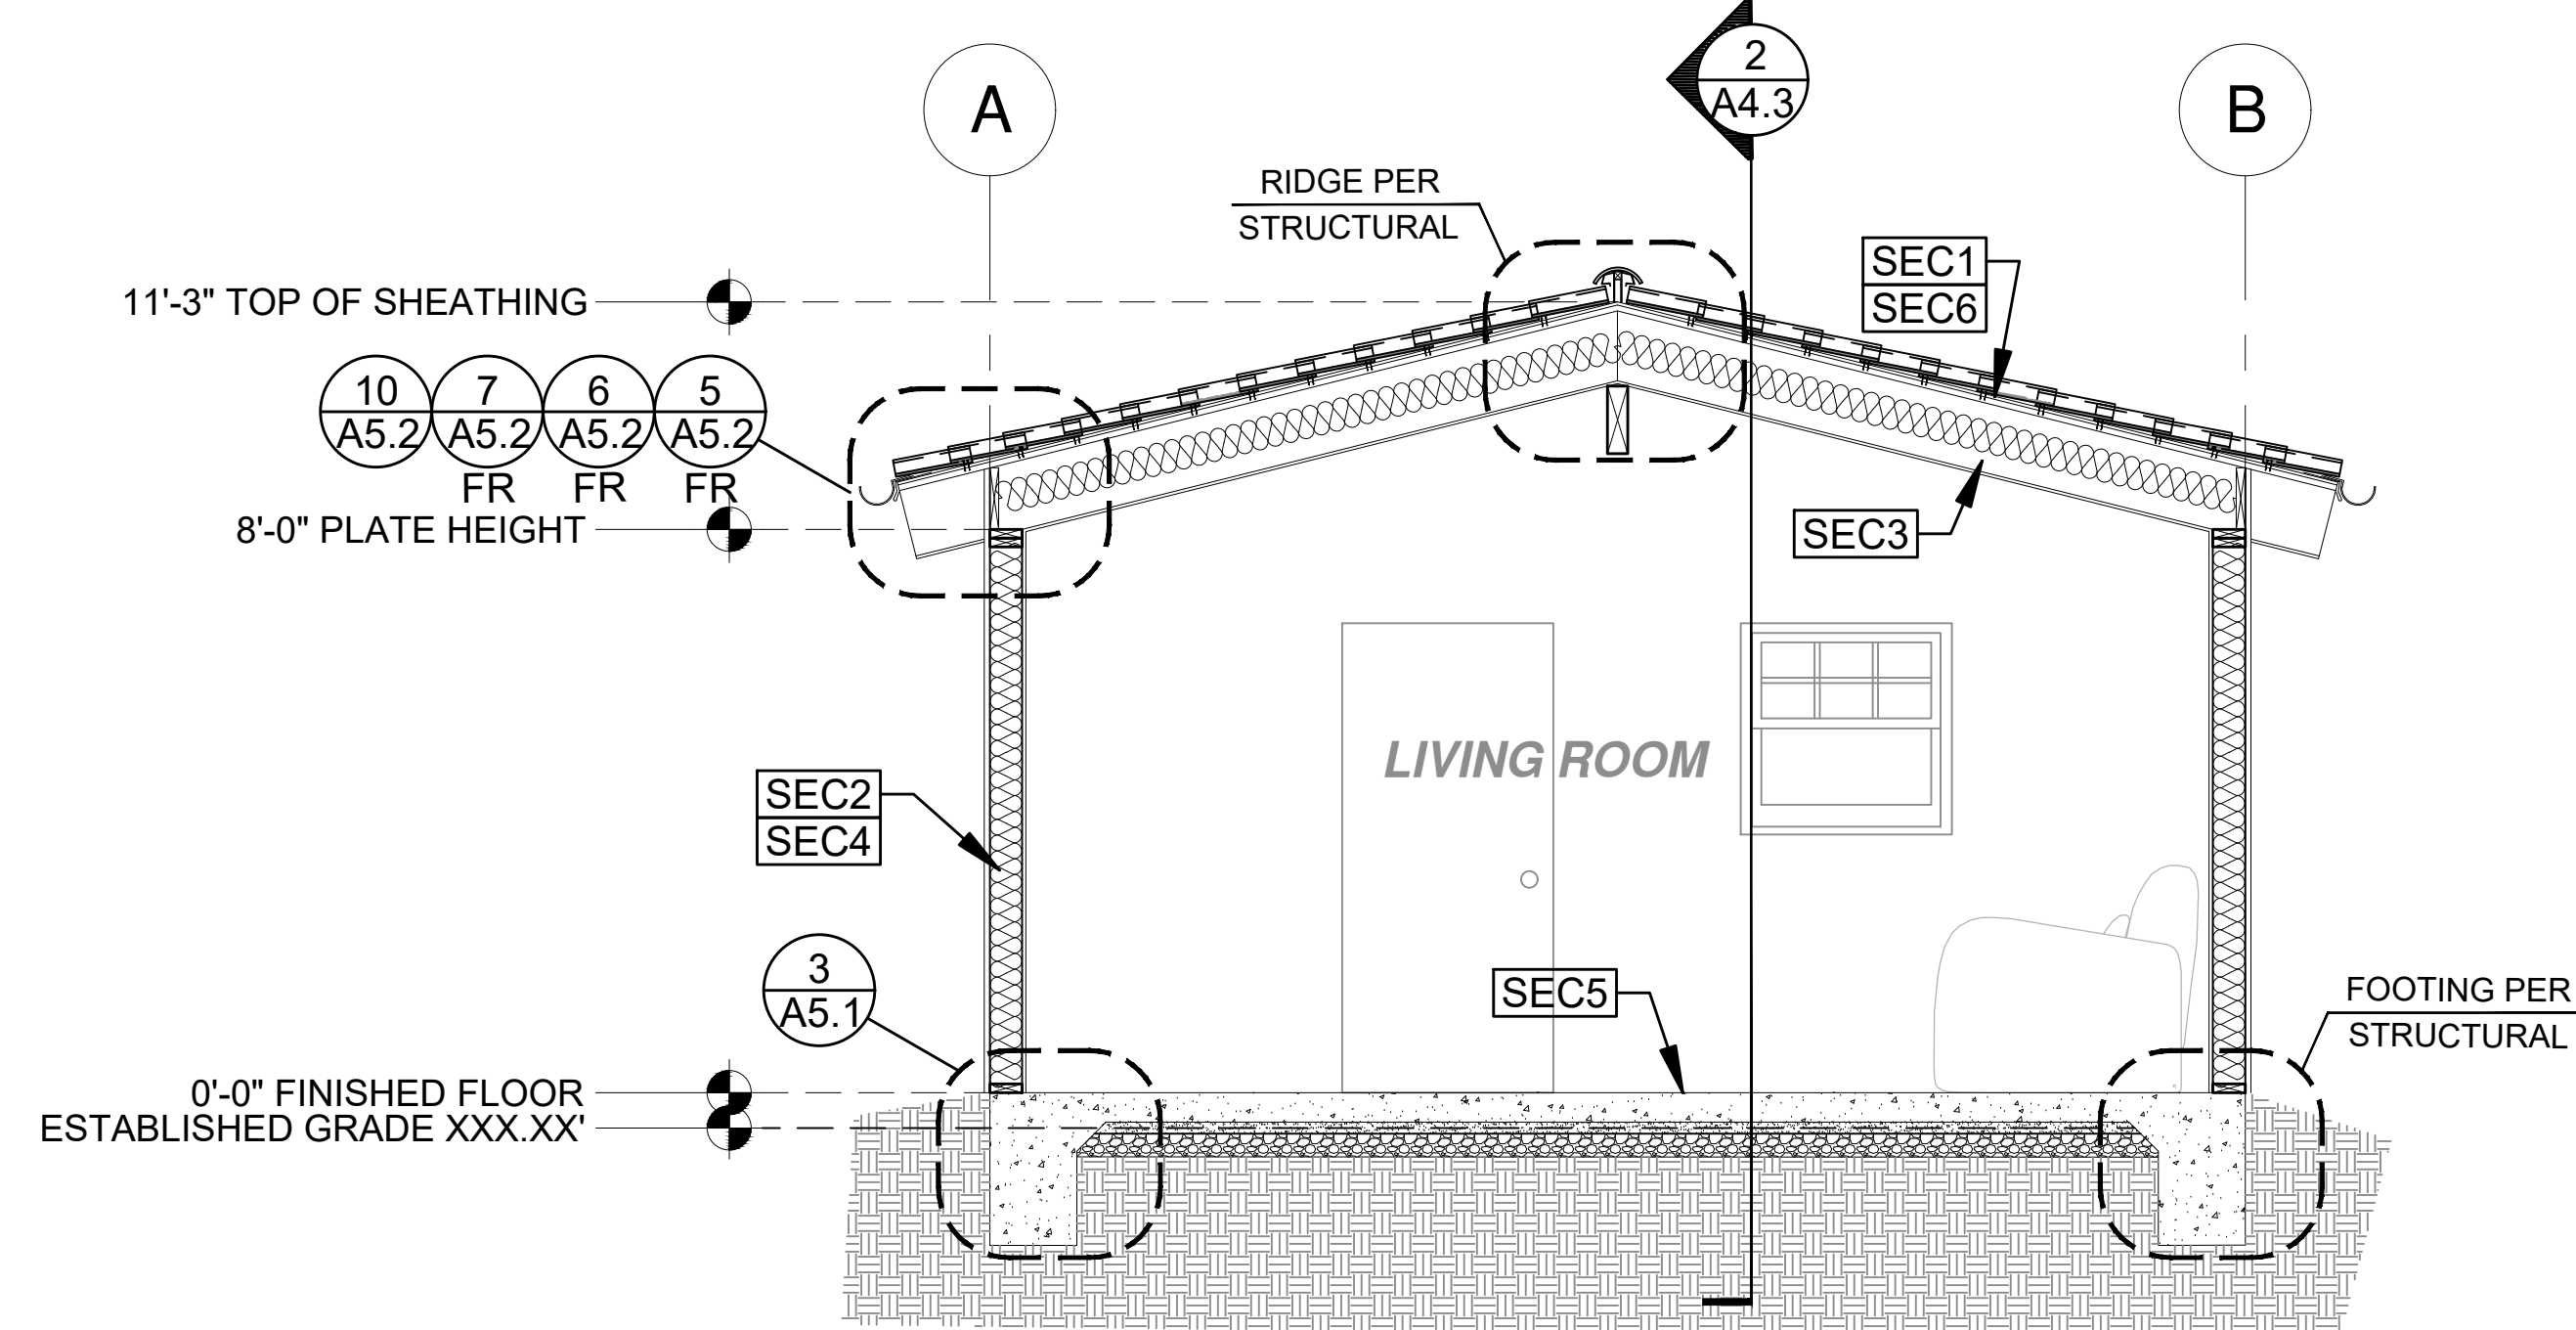 A
2
A4.3
B
RIDGE PER
STRUCTURAL
SEC1
SEC6
11'-3" TOP OF SHEATHING
10
A5.2
7
A5.2
FR
6
A5.2
FR
5
A5.2
FR
8'-0" PLATE HEIGHT
SEC3
LIVING ROOM
SEC2
SEC4
3
A5.1
SEC5
FOOTING PER
STRUCTURAL
0'-0" FINISHED FLOOR
ESTABLISHED GRADE XXX.XX'